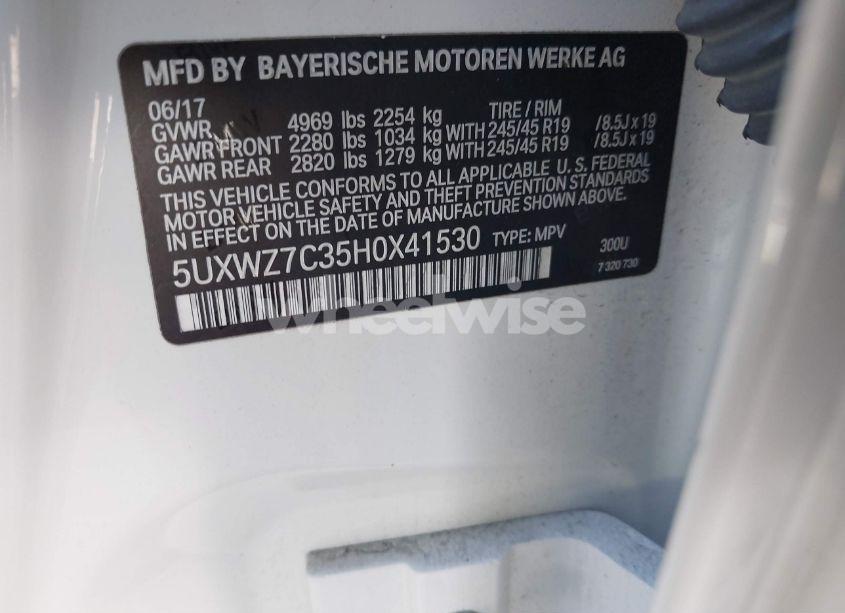 MFD BY BAYERISCHE MOTOREN WERKE AG
06/17 TIRE / RIM
GVWR 4969 lbs 2254 kg
GAWR FRONT 2280 lbs 1034 kg WITH 245/45 R19 /8.5J x 19
GAWR REAR 2820 lbs 1279 kg WITH 245/45 R19 /8.5J x 19
THIS VEHICLE CONFORMS TO ALL APPLICABLE U. S. FEDERAL
MOTOR VEHICLE SAFETY AND THEFT PREVENTION STANDARDS
IN EFFECT ON THE DATE OF MANUFACTURE SHOWN ABOVE.
5UXWZ7C35H0X41530 TYPE: MPV 300U
7 320 730
wheelwise